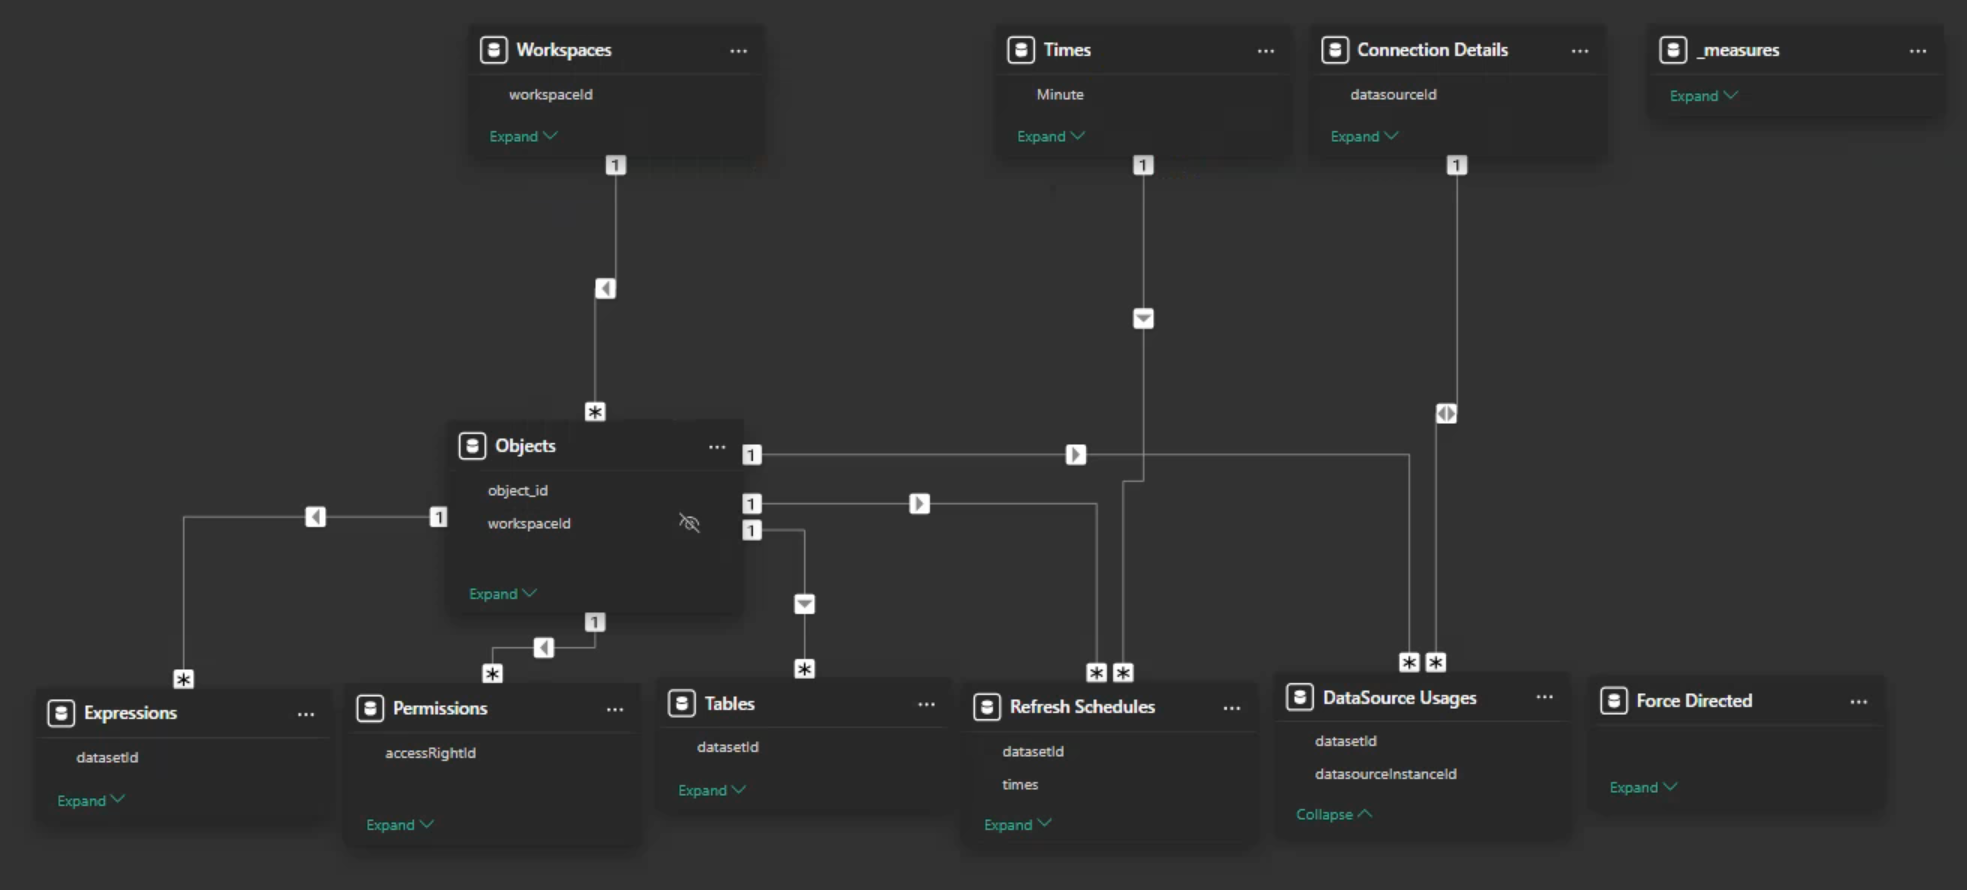 Workspaces
workspaceId
Expand
Times
Minute
Expand
Connection Details
datasourceId
Expand
_measures
Expand
1
1
1
*
Objects
object_id
workspaceId
Expand
1
1
1
1
1
*
*
*
*
*
*
*
Expressions
datasetId
Expand
Permissions
accessRightId
Expand
Tables
datasetId
Expand
Refresh Schedules
datasetId
times
Expand
DataSource Usages
datasetId
datasourceInstanceId
Collapse
Force Directed
Expand